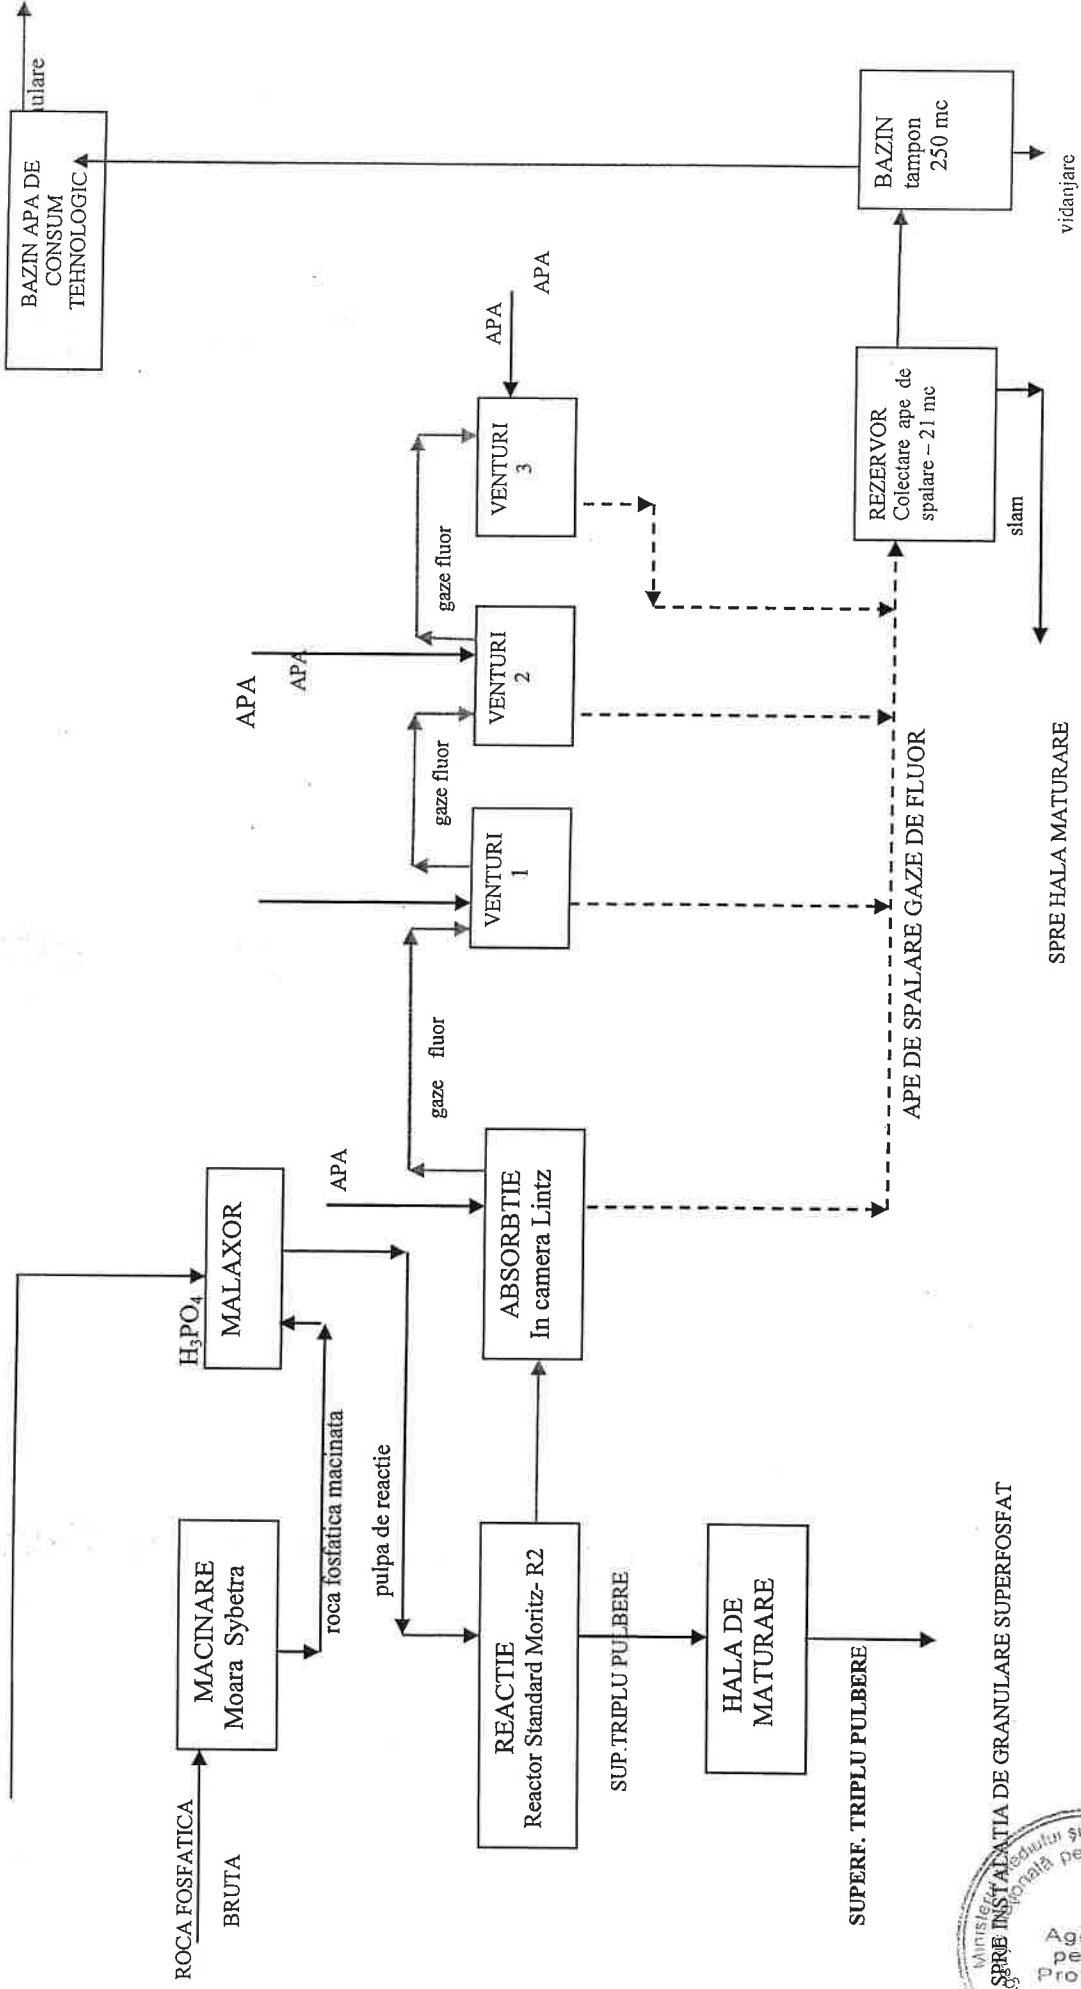 ROCA FOSFATICA
BRUTA
MACINARE
Moara Sybetra
roca fosfatica macinata
H₃PO₄
MALAXOR
pulpa de reactie
REACTIE
Reactor Standard Moritz- R2
SUP.TRIPLU PULBERE
HALA DE
MATURARE
SUPERF. TRIPLU PULBERE
SPRE INSTALATIA DE GRANULARE SUPERFOSFAT
APA
ABSORBTIE
In camera Lintz
gaze fluor
VENTURI
1
gaze fluor
APA
APA
VENTURI
2
gaze fluor
VENTURI
3
APA
APA
APE DE SPALARE GAZE DE FLUOR
REZERVOR
Colectare ape de
spalare – 21 mc
slam
SPRE HALA MATURARE
BAZIN
tampon
250 mc
vidanjare
BAZIN APA DE
CONSUM
TEHNOLOGIC
ulare